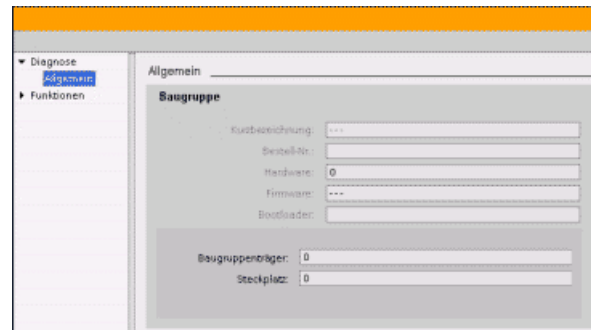 Diagnose
Allgemein
Funktionen
Allgemein
Baugruppe
Kurzbezeichnung: ---
Bestell-Nr.:
Hardware: 0
Firmware: ---
Bootloader:
Baugruppenträger: 0
Steckplatz: 0